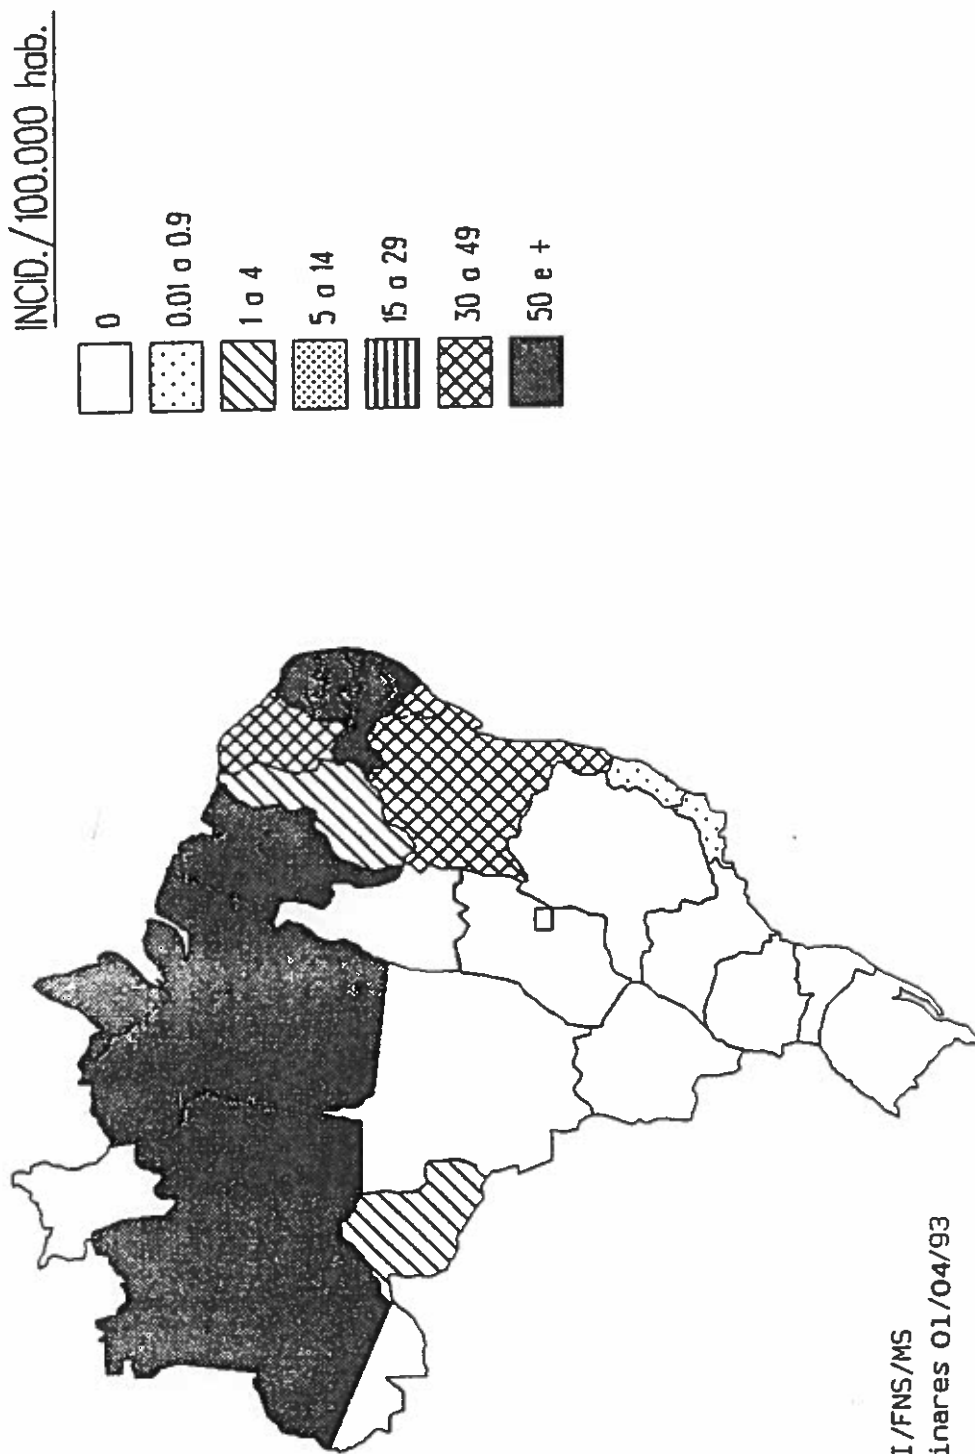 INCID./100.000 hab.
0
0.01 a 0.9
1 a 4
5 a 14
15 a 29
30 a 49
50 e +
I/FNS/MS
inares 01/04/93